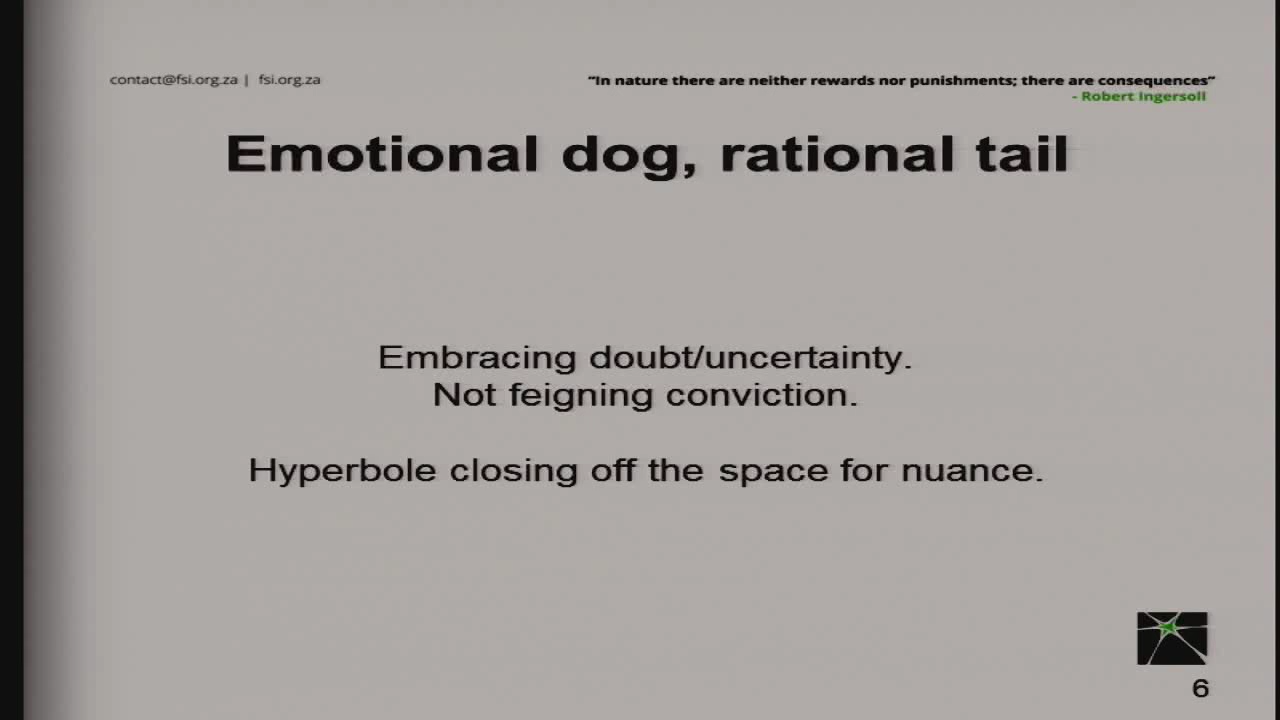 contact@fsi.org.za | fsi.org.za
“In nature there are neither rewards nor punishments; there are consequences”
- Robert Ingersoll
Emotional dog, rational tail
Embracing doubt/uncertainty.
Not feigning conviction.
Hyperbole closing off the space for nuance.
6